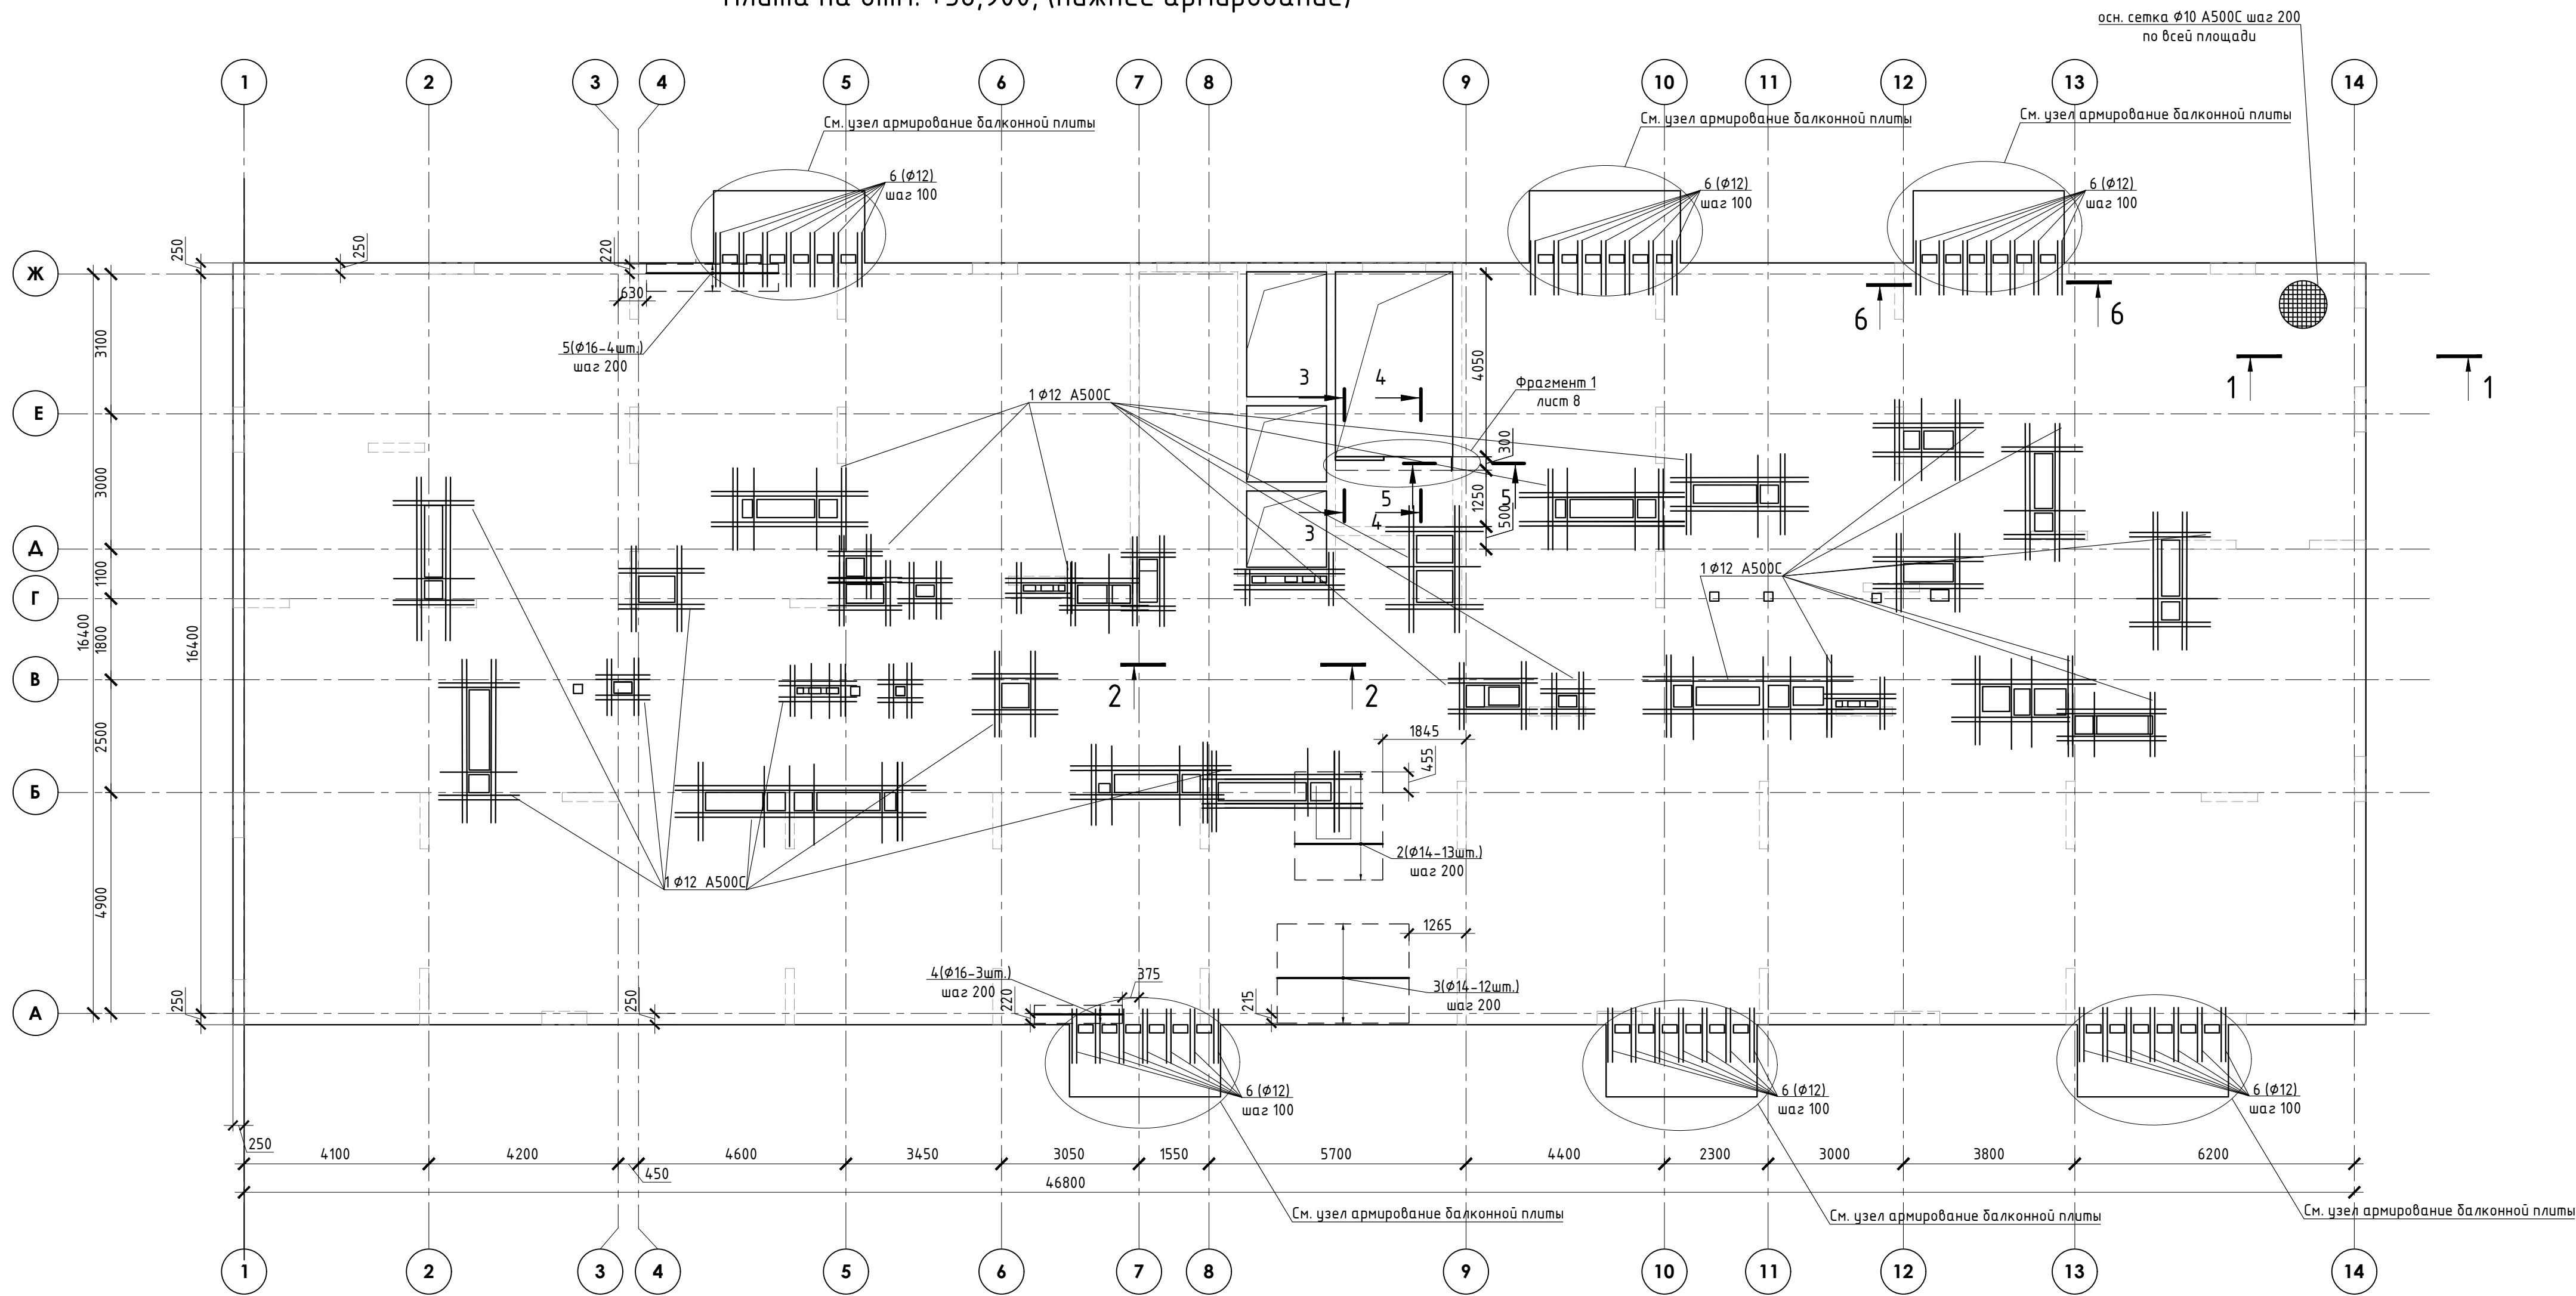 осн. сетка Ø10 А500С шаг 200
по всей площади
1
2
3
4
5
6
7
8
9
10
11
12
13
14
См. узел армирование балконной плиты
См. узел армирование балконной плиты
См. узел армирование балконной плиты
6 (Ø12)
шаг 100
6 (Ø12)
шаг 100
6 (Ø12)
шаг 100
250
250
220
630
Ж
6
6
5(Ø16-4шт.)
шаг 200
3100
4050
1
1
3
4
Фрагмент 1
лист 8
1 Ø12 А500С
Е
300
3000
1250
5
5
500
3
4
Д
1100
1 Ø12 А500С
Г
16400
1800
16400
В
2
2
2500
1845
455
Б
2(Ø14-13шт.)
шаг 200
1 Ø12 А500С
4900
1265
4(Ø16-3шт.)
шаг 200
375
3(Ø14-12шт.)
шаг 200
250
250
220
215
А
6 (Ø12)
шаг 100
6 (Ø12)
шаг 100
6 (Ø12)
шаг 100
250
4100
4200
450
4600
3450
3050
1550
5700
4400
2300
3000
3800
6200
46800
См. узел армирование балконной плиты
См. узел армирование балконной плиты
См. узел армирование балконной плиты
1
2
3
4
5
6
7
8
9
10
11
12
13
14